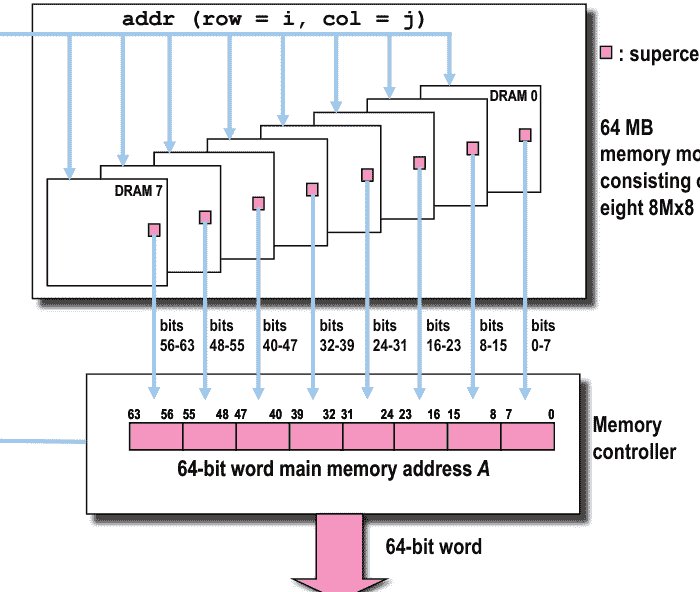 addr (row = i, col = j)
: superce
DRAM 0
64 MB
memory mo
consisting
eight 8Mx8
DRAM 7
bits
56-63
bits
48-55
bits
40-47
bits
32-39
bits
24-31
bits
16-23
bits
8-15
bits
0-7
63 56 55 48 47 40 39 32 31 24 23 16 15 8 7 0
64-bit word main memory address A
Memory
controller
64-bit word